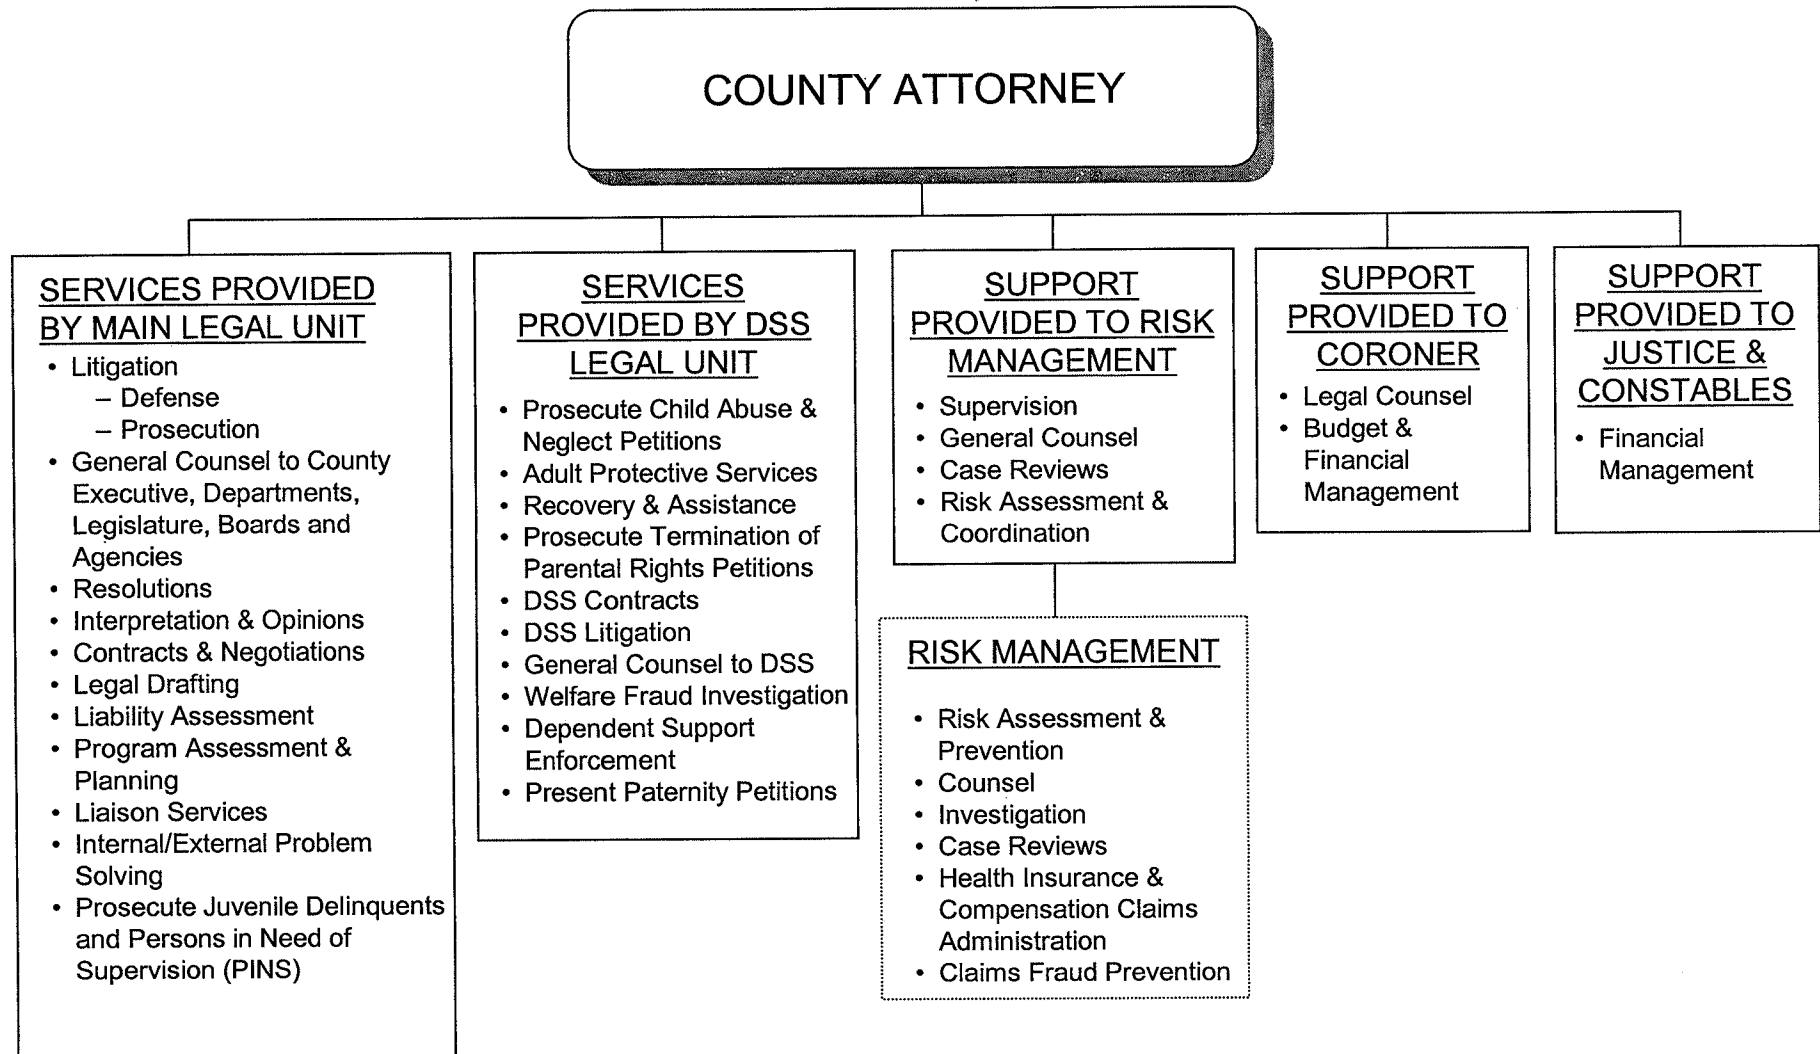 COUNTY ATTORNEY
SERVICES PROVIDED
BY MAIN LEGAL UNIT
• Litigation
– Defense
– Prosecution
• General Counsel to County
Executive, Departments,
Legislature, Boards and
Agencies
• Resolutions
• Interpretation & Opinions
• Contracts & Negotiations
• Legal Drafting
• Liability Assessment
• Program Assessment &
Planning
• Liaison Services
• Internal/External Problem
Solving
• Prosecute Juvenile Delinquents
and Persons in Need of
Supervision (PINS)
SERVICES
PROVIDED BY DSS
LEGAL UNIT
• Prosecute Child Abuse &
Neglect Petitions
• Adult Protective Services
• Recovery & Assistance
• Prosecute Termination of
Parental Rights Petitions
• DSS Contracts
• DSS Litigation
• General Counsel to DSS
• Welfare Fraud Investigation
• Dependent Support
Enforcement
• Present Paternity Petitions
SUPPORT
PROVIDED TO RISK
MANAGEMENT
• Supervision
• General Counsel
• Case Reviews
• Risk Assessment &
Coordination
RISK MANAGEMENT
• Risk Assessment &
Prevention
• Counsel
• Investigation
• Case Reviews
• Health Insurance &
Compensation Claims
Administration
• Claims Fraud Prevention
SUPPORT
PROVIDED TO
CORONER
• Legal Counsel
• Budget &
Financial
Management
SUPPORT
PROVIDED TO
JUSTICE &
CONSTABLES
• Financial
Management